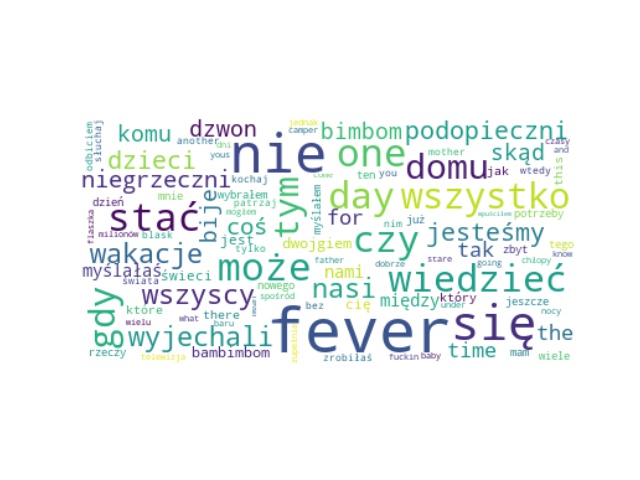 odbiciem
słuchaj
komu
dzwon
another
dni
yous
jednak
camper
nie
bimbom
podopieczni
one
mother
skąd
czasy
and
this
dzieci
niegrzeczni
kochaj
domu
jak
wtedy
ten you
dzień
mnie
flaszka
stać
milionów
blask
bije
wybrałem
patrzaj
mogłem
coś
jest
tylko
tym
myślałem
come
day
wszystko
for
już
potrzeby
nim
czy
jesteśmy
wakacje
dwojgiem
tak
zbyt
tego
know
myślałaś
świeci
świata
może
father
nami
dobrze
stare
going
chłopy
wiedzieć
gdy
wszyscy
nowego
spośród
nasi
cię
bez
między
który
under
jeszcze
nocy
które
wielu
what
there
baru
fever
się
the
wyjechali
rzeczy
telewizja
bambimbom
zrobiłaś
fuckin
baby
time
mam
wiele